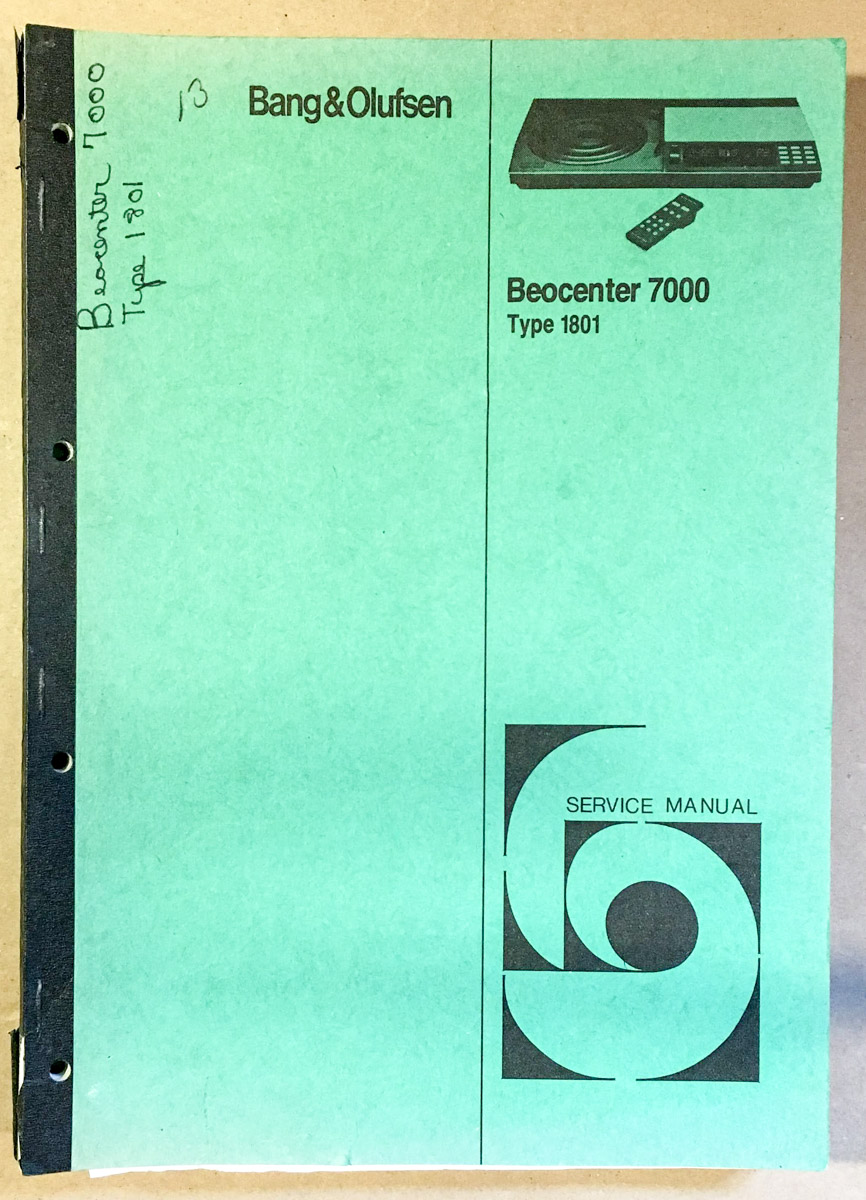 Beocenter 7000
Type 1801
13
Bang&Olufsen
Beocenter 7000
Type 1801
SERVICE MANUAL